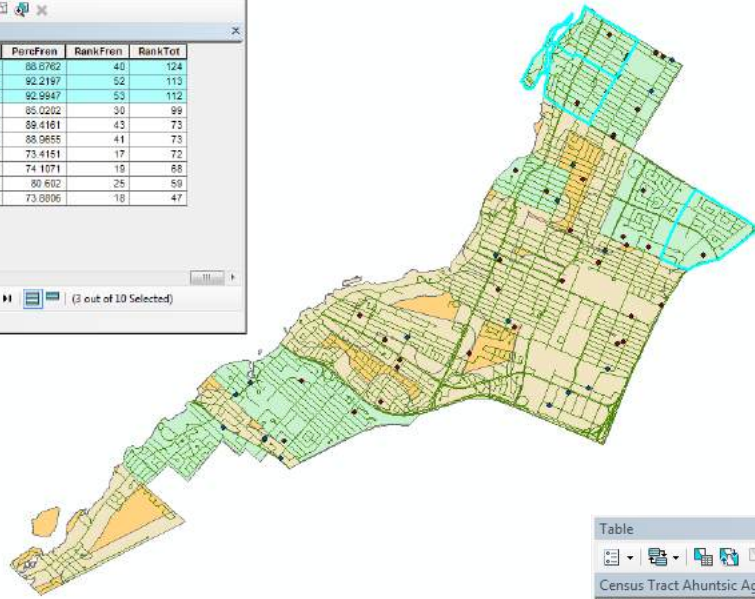 PercFren RankFren RankTot
88.6762 40 124
92.2197 52 113
92.9947 53 112
85.0202 30 99
89.4161 43 73
88.9655 41 73
73.4151 17 72
74.1071 19 68
80.602 25 59
73.8806 18 47
(3 out of 10 Selected)
Table
Census Tract Ahuntsic